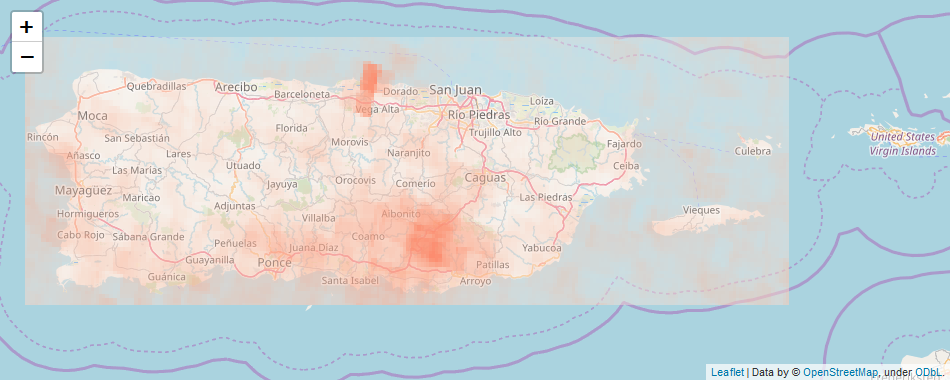 +
−
Quebradillas
Arecibo
Barceloneta
Dorado
San Juan
Loíza
Vega Alta
Moca
Río Piedras
Río Grande
Florida
Trujillo Alto
Rincón
San Sebastián
Morovis
Fajardo
United States
Virgin Islands
Añasco
Lares
Naranjito
Culebra
Utuado
Ceiba
Las Marías
Mayagüez
Jayuya
Orocovis
Comerio
Caguas
Maricao
Las Piedras
Hormigueros
Adjuntas
Villalba
Aibonito
Vieques
Cabo Rojo
Sábana Grande
Peñuelas
Juana Díaz
Coamo
Yabucoa
Guayanilla
Ponce
Patillas
Guánica
Santa Isabel
Arroyo
Leaflet | Data by © OpenStreetMap, under ODbL.